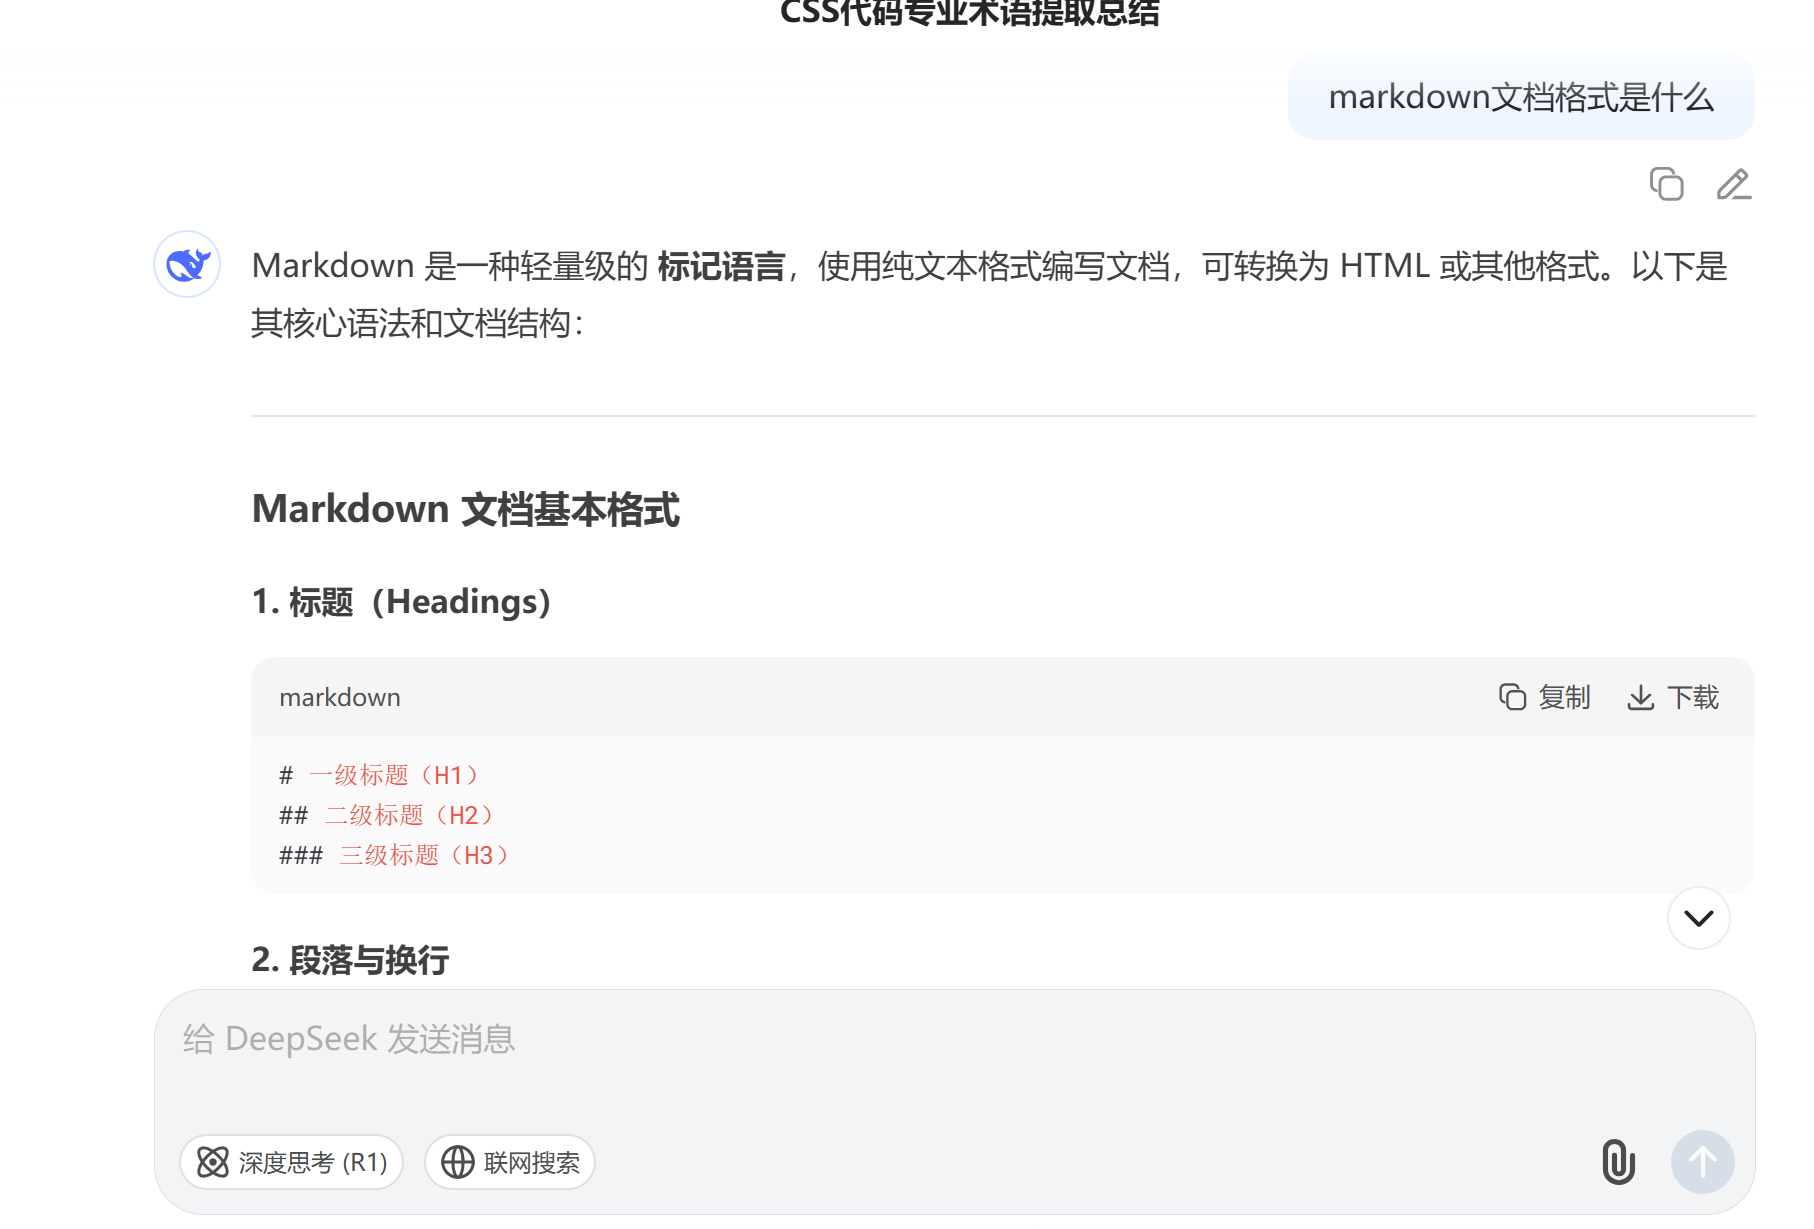 CSS代码专业术语提取总结
markdown文档格式是什么
Markdown 是一种轻量级的 标记语言，使用纯文本格式编写文档，可转换为 HTML 或其他格式。以下是
其核心语法和文档结构：
Markdown 文档基本格式
1. 标题（Headings）
markdown 复制 下载
# 一级标题（H1）
## 二级标题（H2）
### 三级标题（H3）
2. 段落与换行
给 DeepSeek 发送消息
深度思考 (R1) 联网搜索